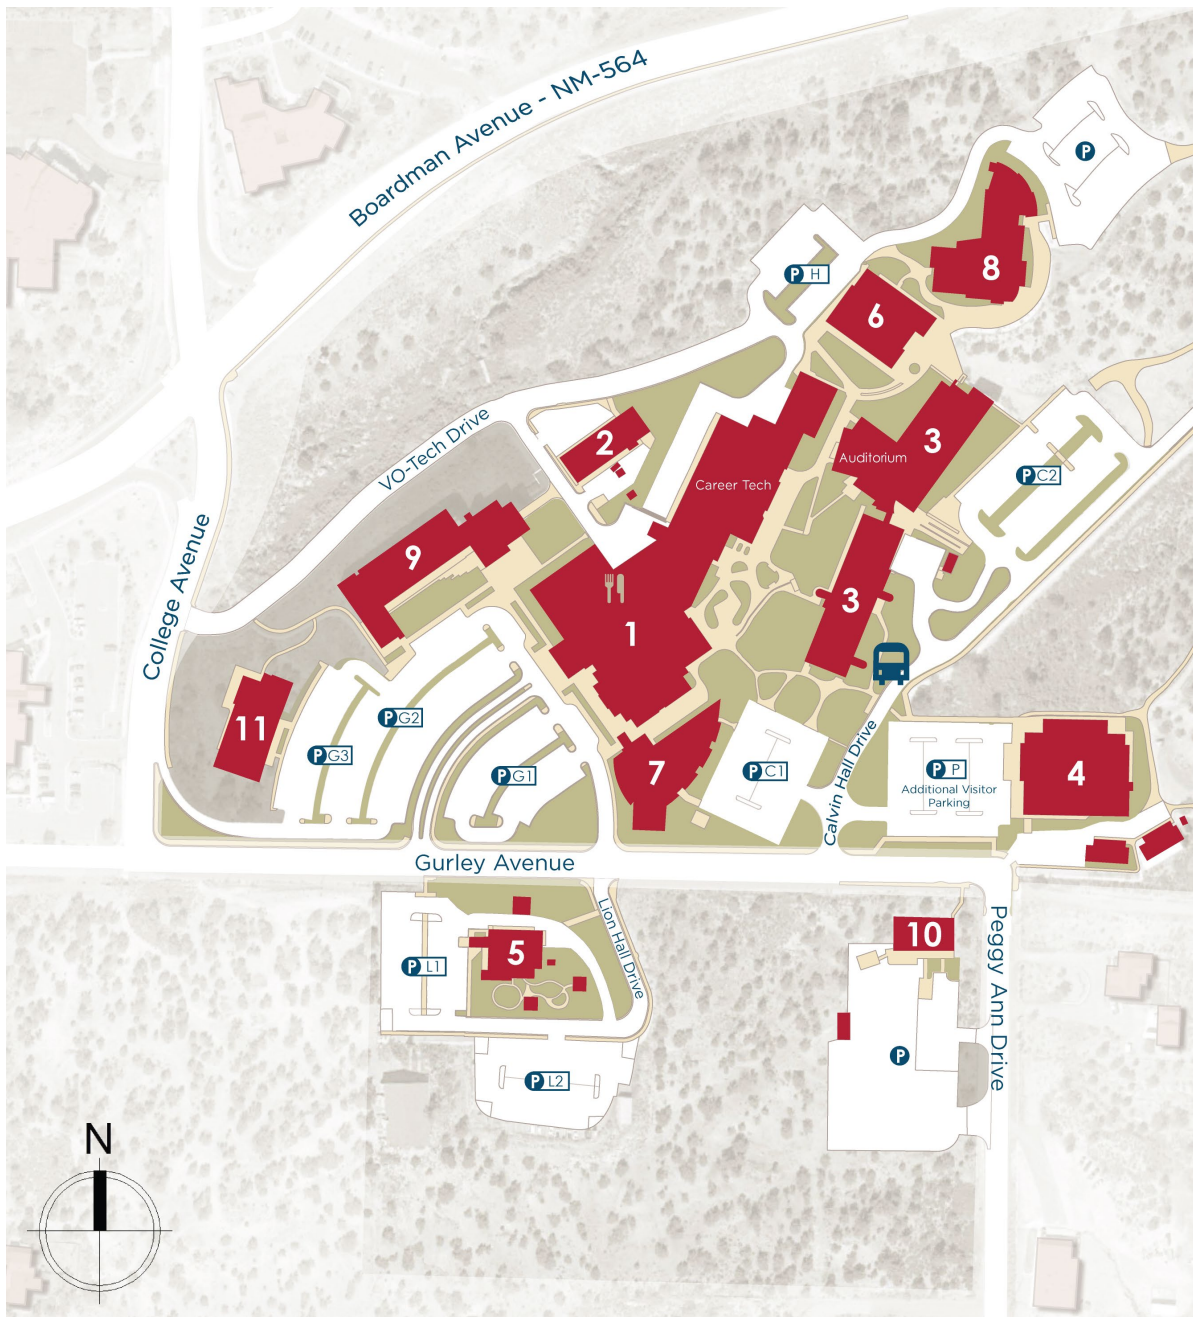 Boardman Avenue - NM-564
P
8
P H
6
VO-Tech Drive
2
3
Auditorium
P C2
Career Tech
College Avenue
9
3
1
11
P G2
P G3
P G1
7
P C1
Calvin Hall Drive
P P
Additional Visitor
Parking
4
Gurley Avenue
Lion Hall Drive
5
P L1
10
Peggy Ann Drive
P
P L2
N